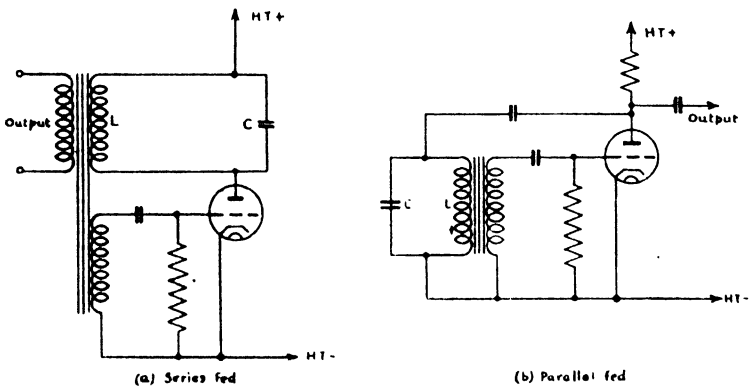 HT+
Output
L
C
HT-
(a) Series fed
HT+
Output
C
L
HT-
(b) Parallel fed